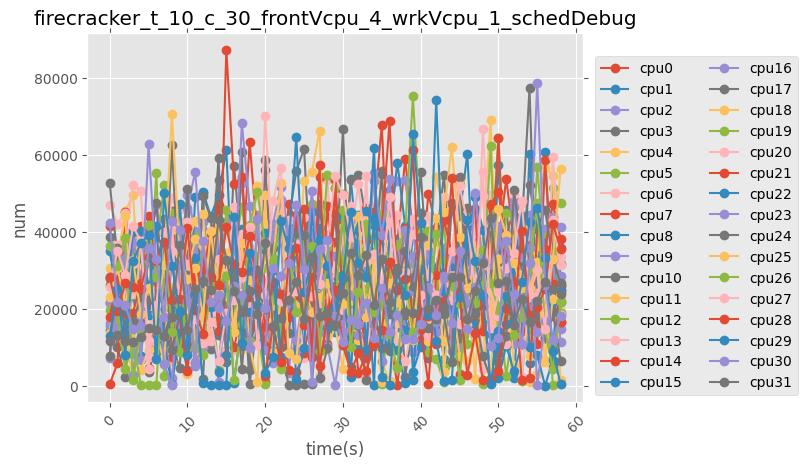 firecracker_t_10_c_30_frontVcpu_4_wrkVcpu_1_schedDebug
num
80000
60000
40000
20000
0
0
10
20
30
40
50
60
time(s)
cpu0
cpu1
cpu2
cpu3
cpu4
cpu5
cpu6
cpu7
cpu8
cpu9
cpu10
cpu11
cpu12
cpu13
cpu14
cpu15
cpu16
cpu17
cpu18
cpu19
cpu20
cpu21
cpu22
cpu23
cpu24
cpu25
cpu26
cpu27
cpu28
cpu29
cpu30
cpu31